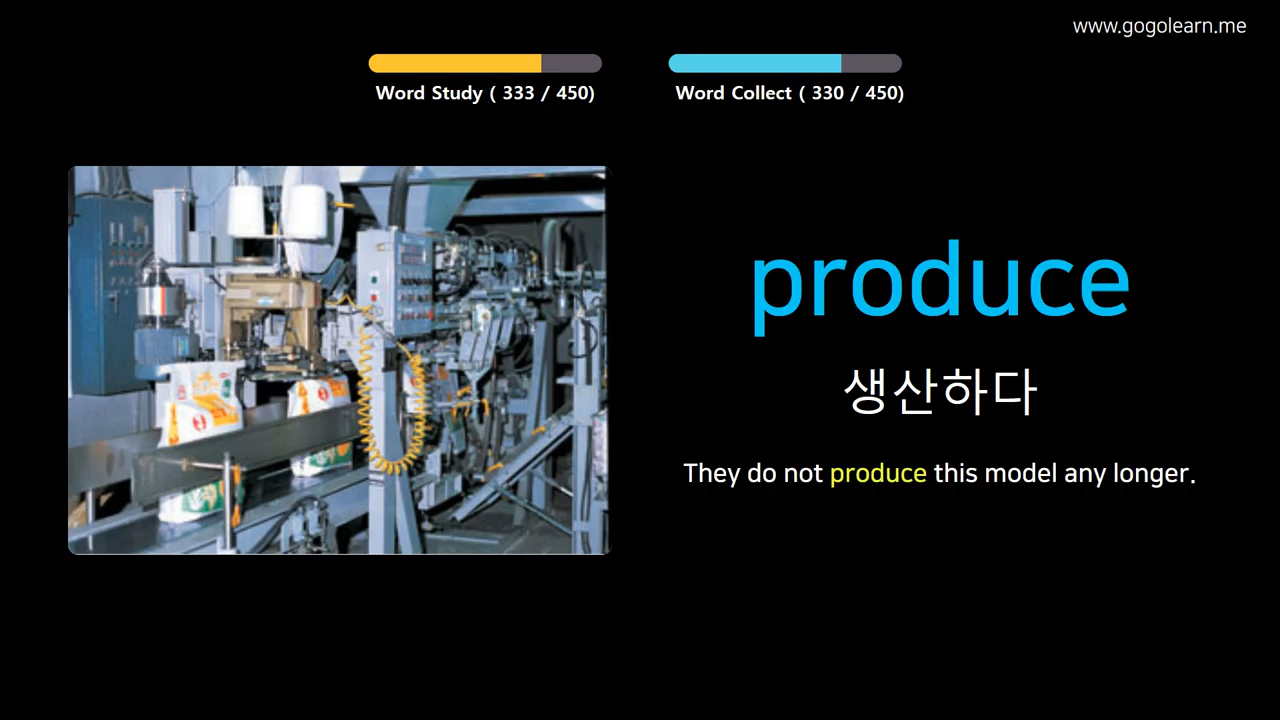 www.gogolearn.me
Word Study ( 333 / 450)
Word Collect ( 330 / 450)
produce
생산하다
They do not produce this model any longer.